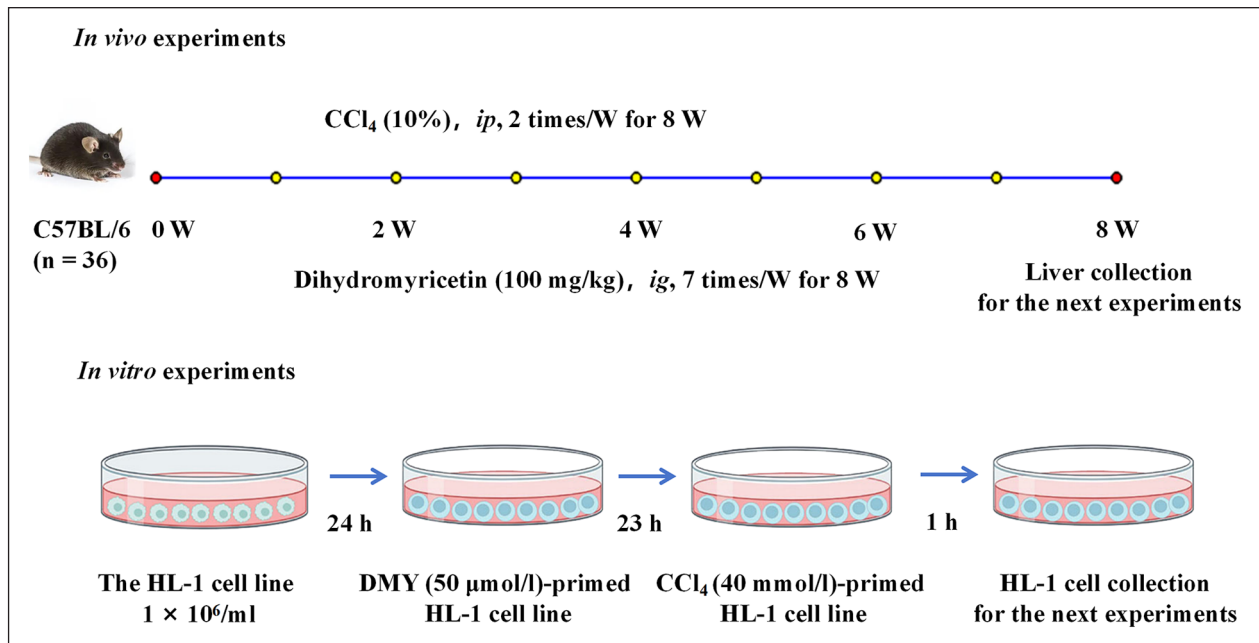 In vivo experiments
CCl₄ (10%)， ip, 2 times/W for 8 W
C57BL/6
(n = 36)
0 W
2 W
4 W
6 W
8 W
Dihydromyricetin (100 mg/kg)， ig, 7 times/W for 8 W
Liver collection
for the next experiments
In vitro experiments
24 h
23 h
1 h
The HL-1 cell line
1 × 10⁶/ml
DMY (50 μmol/l)-primed
HL-1 cell line
CCl₄ (40 mmol/l)-primed
HL-1 cell line
HL-1 cell collection
for the next experiments